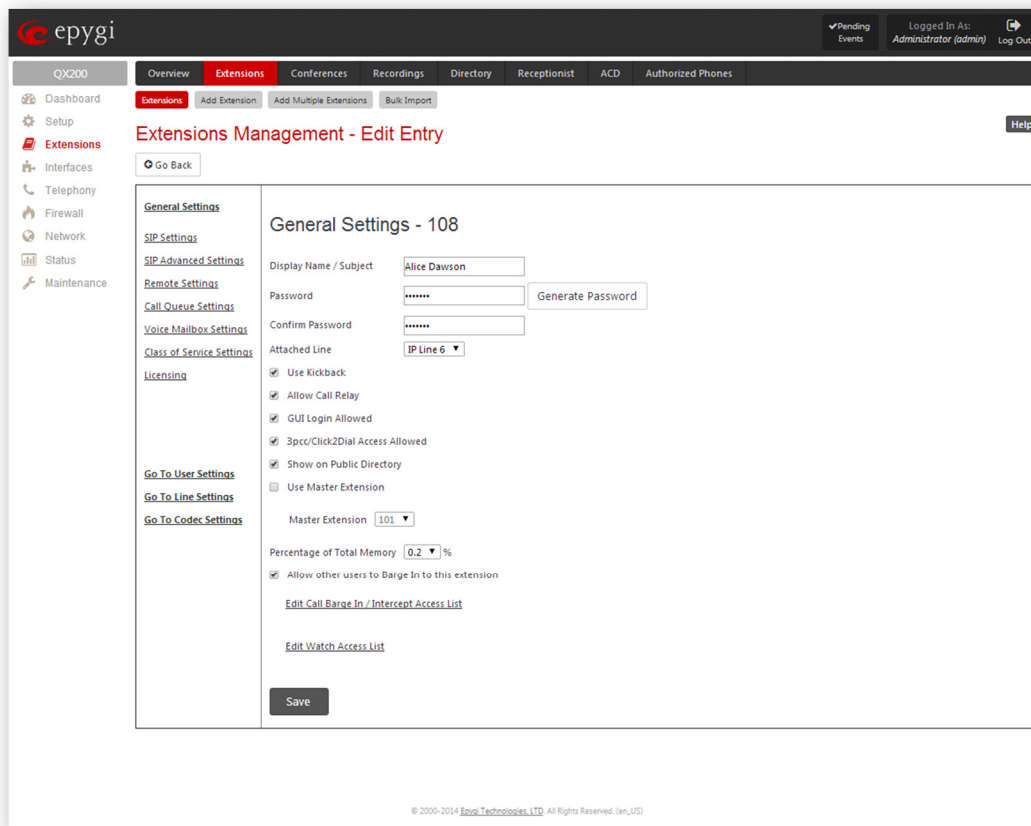 epygi
✔Pending Events
Logged In As:
Administrator (admin)
Log Out
QX200
Overview Extensions Conferences Recordings Directory Receptionist ACD Authorized Phones
Dashboard
Setup
Extensions
Interfaces
Telephony
Firewall
Network
Status
Maintenance
Extensions Add Extension Add Multiple Extensions Bulk Import
Extensions Management - Edit Entry
Help
Go Back
General Settings
SIP Settings
SIP Advanced Settings
Remote Settings
Call Queue Settings
Voice Mailbox Settings
Class of Service Settings
Licensing
Go To User Settings
Go To Line Settings
Go To Codec Settings
General Settings - 108
Display Name / Subject Alice Dawson
Password ••••••• Generate Password
Confirm Password •••••••
Attached Line IP Line 6
Use Kickback
Allow Call Relay
GUI Login Allowed
3pcc/Click2Dial Access Allowed
Show on Public Directory
Use Master Extension
Master Extension 101
Percentage of Total Memory 0.2 %
Allow other users to Barge In to this extension
Edit Call Barge In / Intercept Access List
Edit Watch Access List
Save
© 2000-2014 Epygi Technologies, LTD. All Rights Reserved. (en_US)